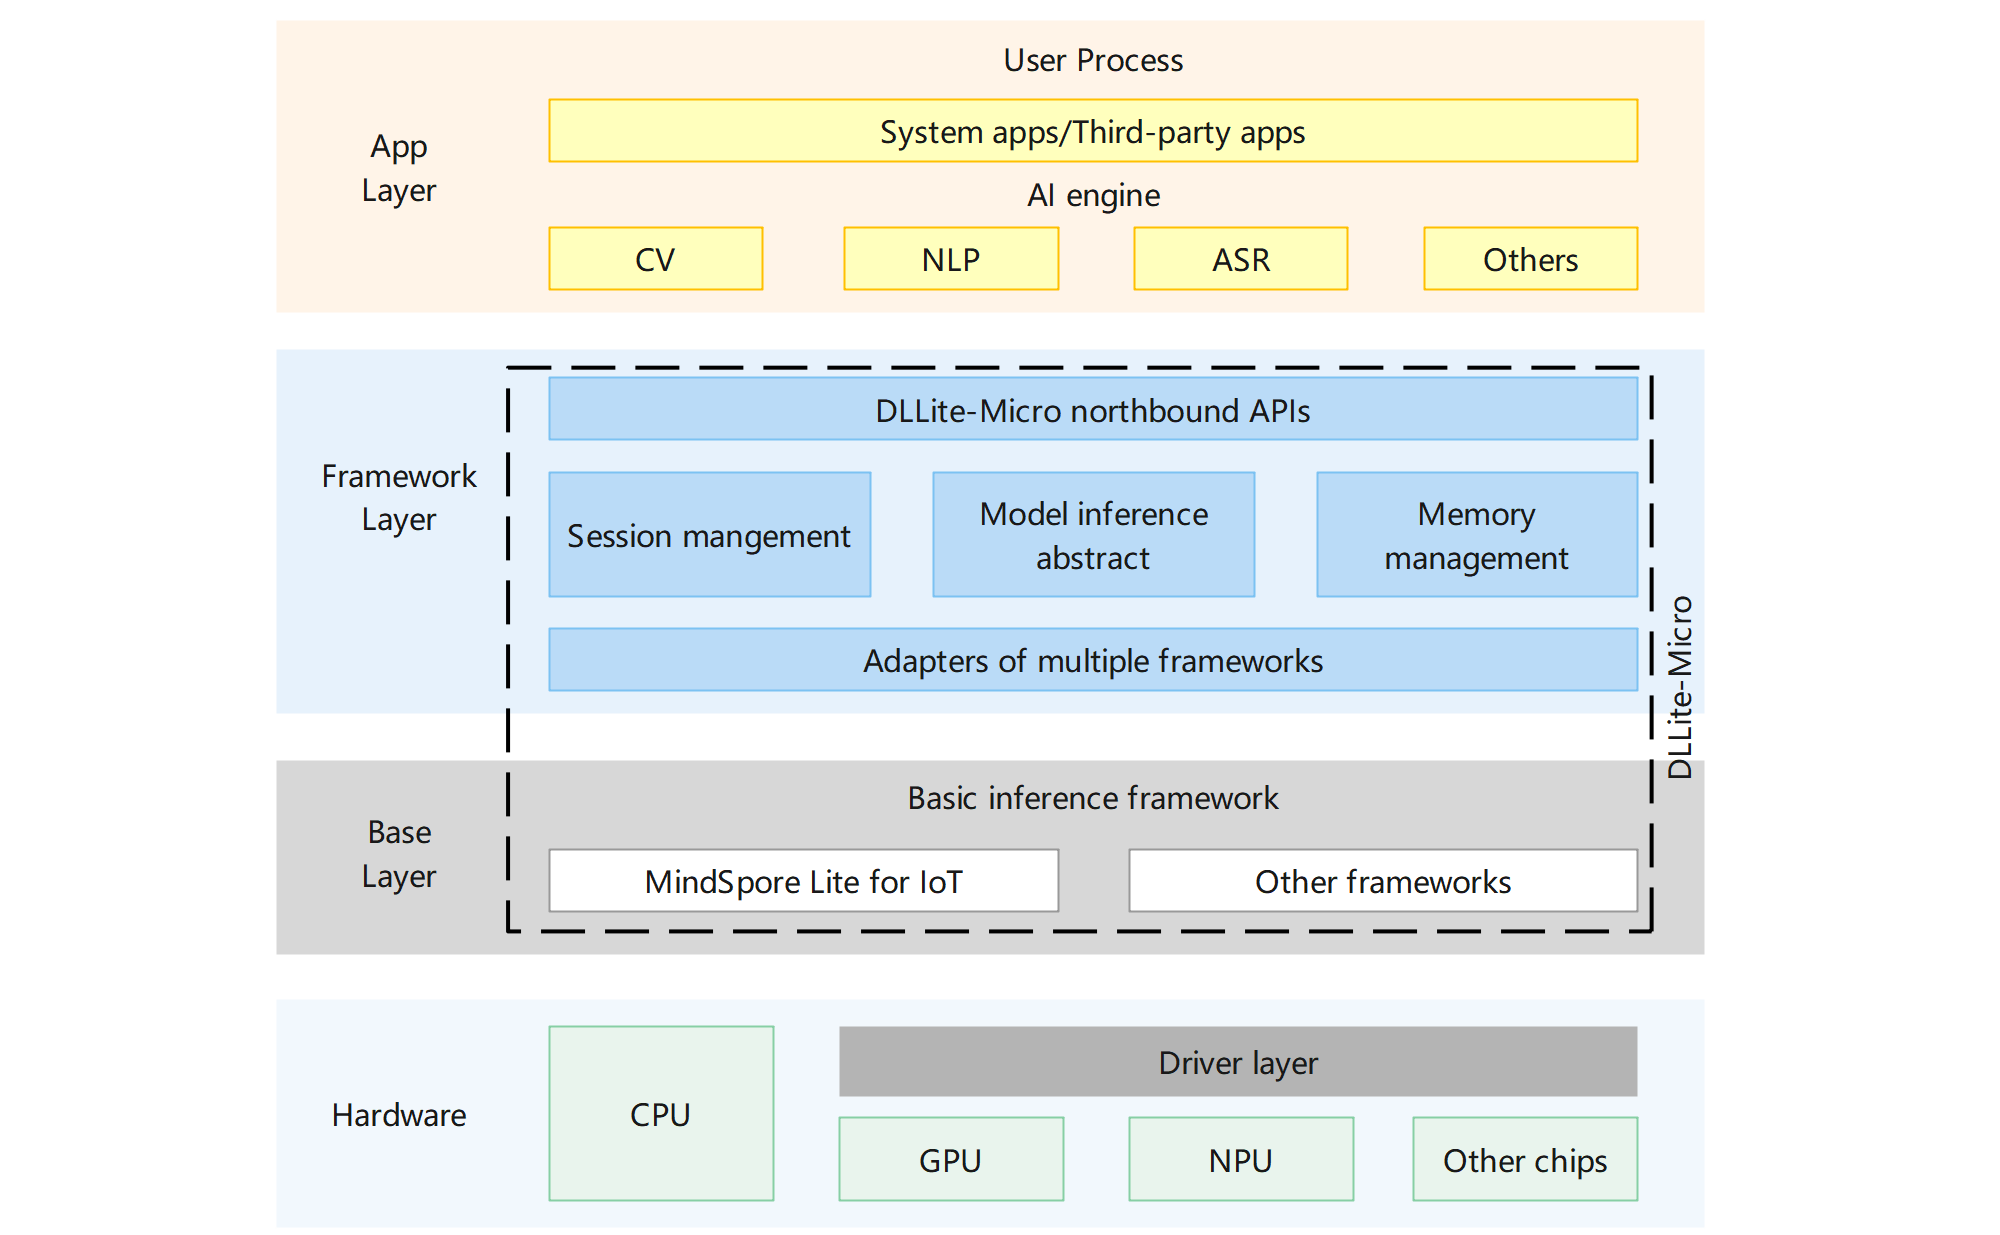 User Process
App
Layer
System apps/Third-party apps
AI engine
CV
NLP
ASR
Others
Framework
Layer
DLLite-Micro northbound APIs
Session mangement
Model inference
abstract
Memory
management
Adapters of multiple frameworks
DLLite-Micro
Base
Layer
Basic inference framework
MindSpore Lite for IoT
Other frameworks
Hardware
CPU
Driver layer
GPU
NPU
Other chips